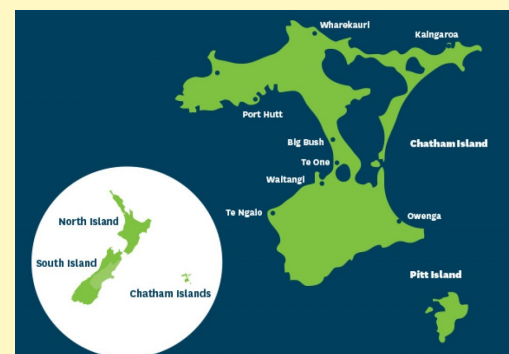 Wharekauri
Kaingaroa
Port Hutt
Big Bush
Chatham Island
Te One
Waitangi
Te Ngaio
Owenga
North Island
South Island
Pitt Island
Chatham Islands